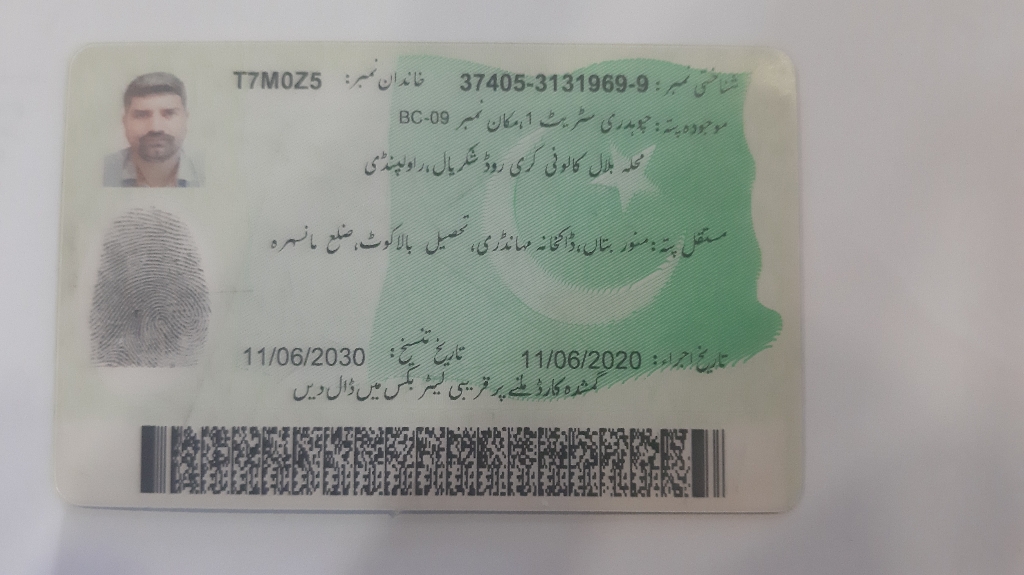 شناختی نمبر: 37405-3131969-9 خاندان نمبر: T7M0Z5
موجودہ پتہ: چوہدری سٹریٹ 1، مکان نمبر BC-09
محلہ بلال کالونی کری روڈ شکریال، راولپنڈی
مستقل پتہ: منور بتاں، ڈاکخانہ مہانڈری، تحصیل بالاکوٹ، ضلع مانسہرہ
تاریخ اجراء: 11/06/2020 تاریخ تنسیخ: 11/06/2030
گمشدہ کارڈ ملنے پر قریبی لیٹر بکس میں ڈال دیں